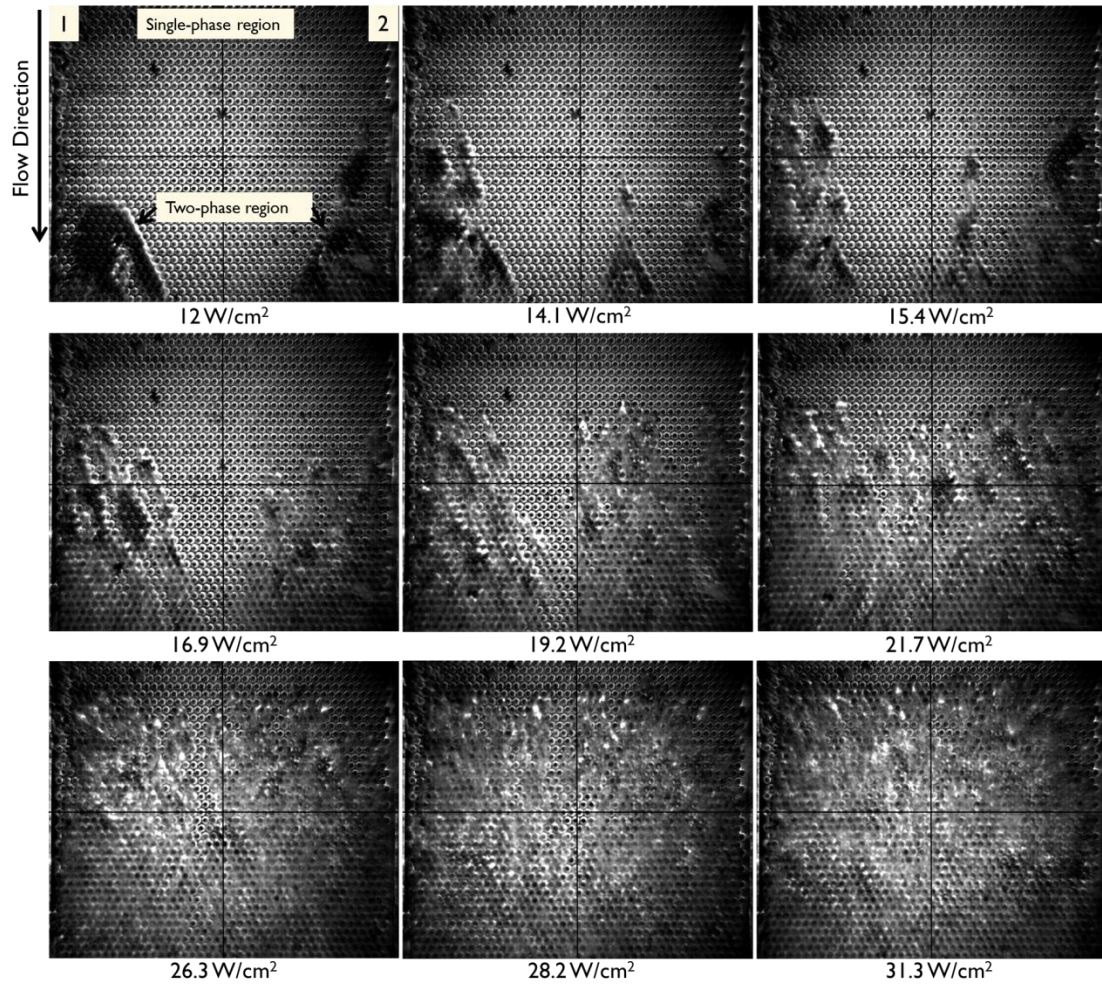 1
Single-phase region
2
Flow Direction
Two-phase region
12 W/cm²
14.1 W/cm²
15.4 W/cm²
16.9 W/cm²
19.2 W/cm²
21.7 W/cm²
26.3 W/cm²
28.2 W/cm²
31.3 W/cm²